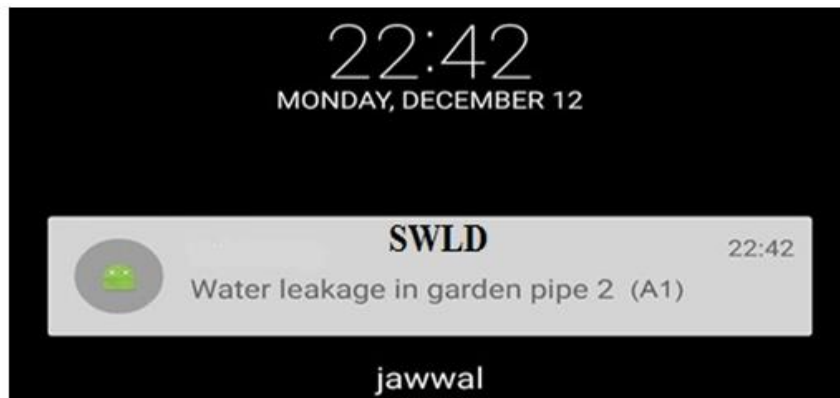 22:42
MONDAY, DECEMBER 12
SWLD
22:42
Water leakage in garden pipe 2 (A1)
jawwal